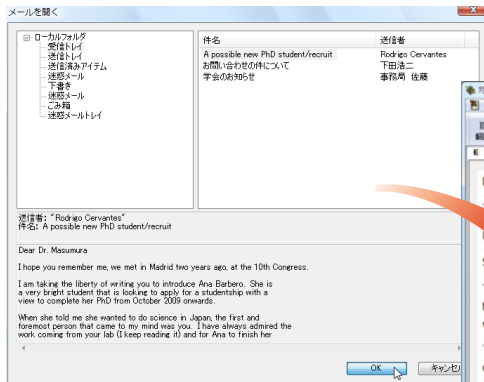 メールを開く
ローカルフォルダ
受信トレイ
送信トレイ
送信済みアイテム
迷惑メール
下書き
迷惑メール
ごみ箱
迷惑メールトレイ
件名 送信者
A possible new PhD student/recruit Rodrigo Cervantes
お問い合わせの件について 下田浩二
学会のお知らせ 事務局 佐藤
送信者: "Rodrigo Cervantes"
件名: A possible new PhD student/recruit
Dear Dr. Masumura
I hope you remember me, we met in Madrid two years ago, at the 10th Congress.
I am taking the liberty of writing you to introduce Ana Barbero. She is
a very bright student that is looking to apply for a studentship with a
view to complete her PhD from October 2009 onwards.
When she told me she wanted to do science in Japan, the first and
foremost person that came to my mind was you. I have always admired the
work coming from your lab (I keep reading it) and for Ana to finish her
OK キャンセ